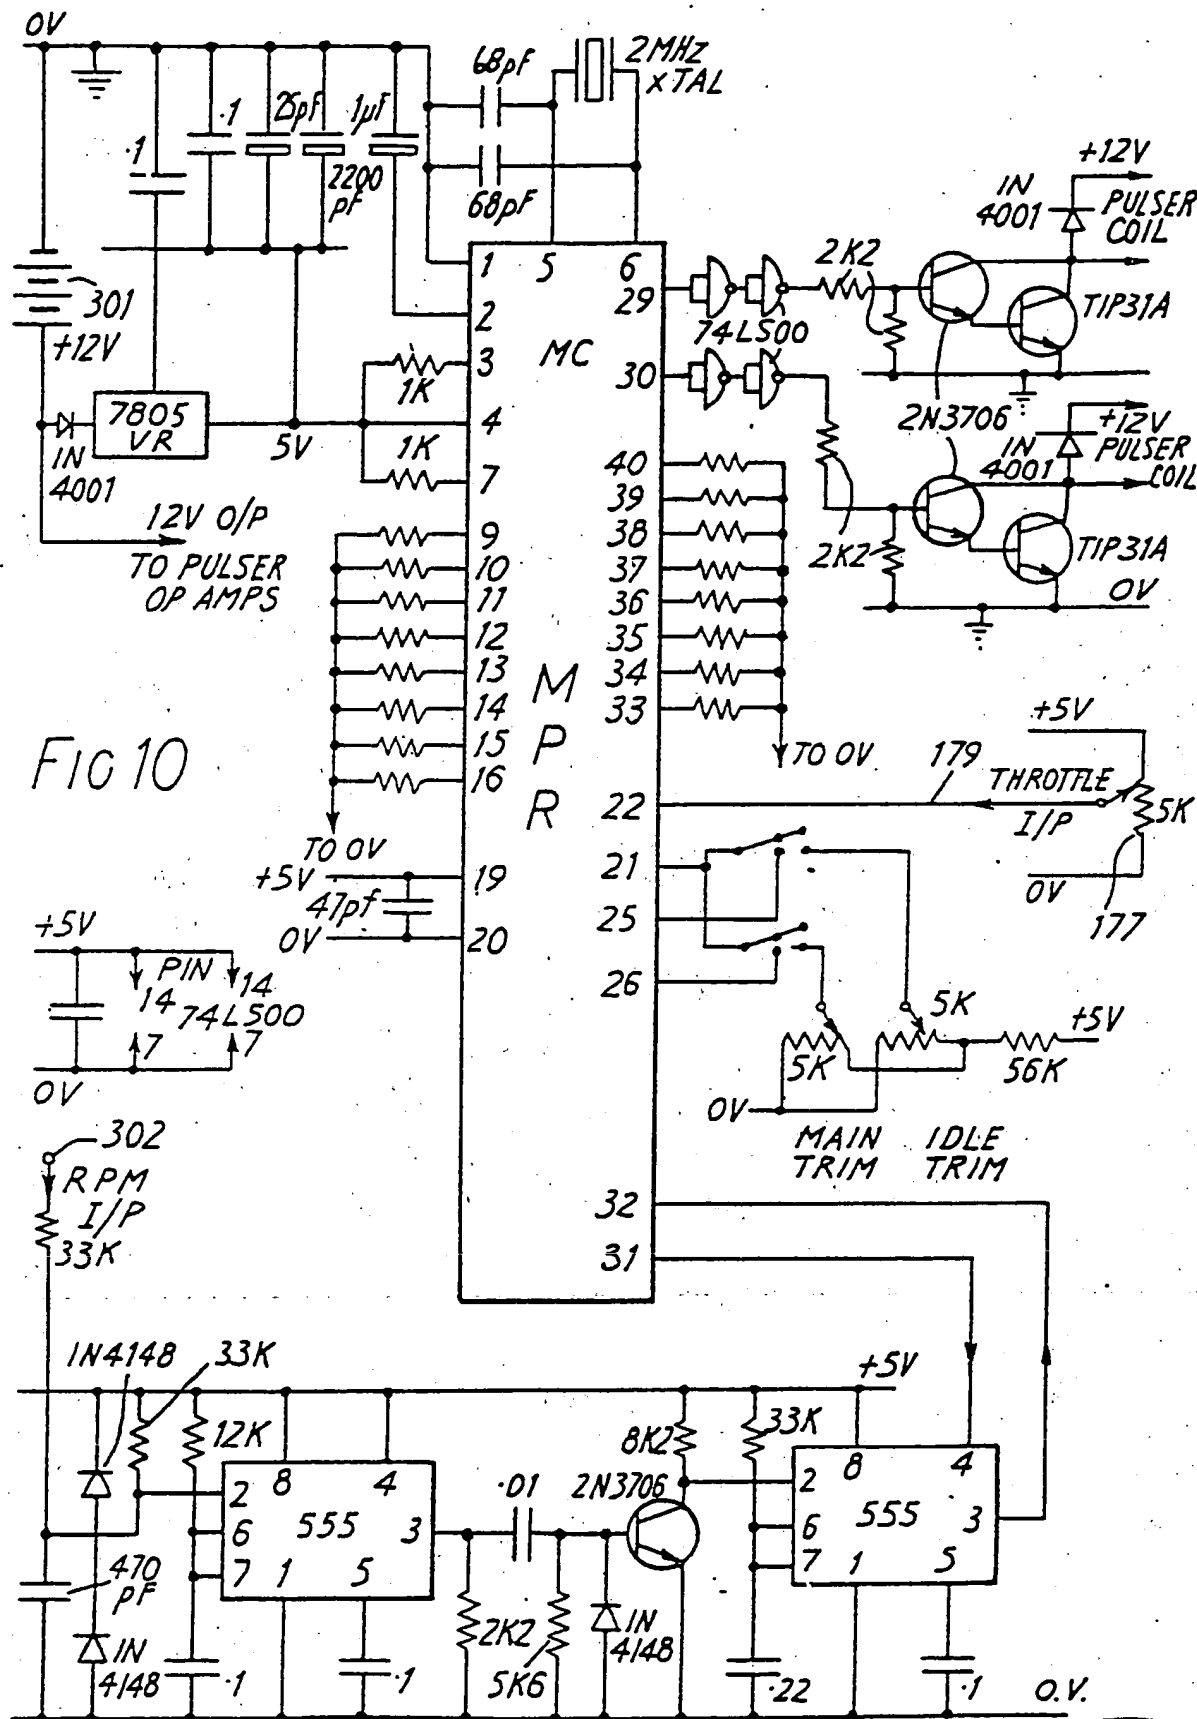 0V
68pF
2MHz
xTAL
.1
.1
25pF
1µF
2200
pF
68pF
+12V
IN
4001
PULSER
COIL
301
+12V
1
5
6
2
29
2K2
74LS00
TIP31A
3
MC
30
1K
7805
VR
5V
4
2N3706
+12V
IN
4001
PULSER
COIL
IN
4001
1K
7
40
39
12V O/P
TO PULSER
OP AMPS
9
10
11
12
13
14
15
16
38
37
36
35
34
33
2K2
TIP31A
0V
M
P
R
FIG 10
TO 0V
TO 0V
+5V
179
THROTTLE
I/P
5K
22
0V
177
+5V
47pf
0V
19
20
21
25
26
+5V
PIN
14
14
74LS00
7
7
0V
5K
5K
+5V
56K
0V
MAIN
TRIM
IDLE
TRIM
302
RPM
I/P
33K
32
31
IN4148
33K
+5V
12K
8K2
33K
2
8
4
6
555
3
7
1
5
.01
2N3706
2
8
4
6
555
3
7
1
5
470
pF
IN
4148
.1
.1
2K2
5K6
IN
4148
.22
.1
0.V.